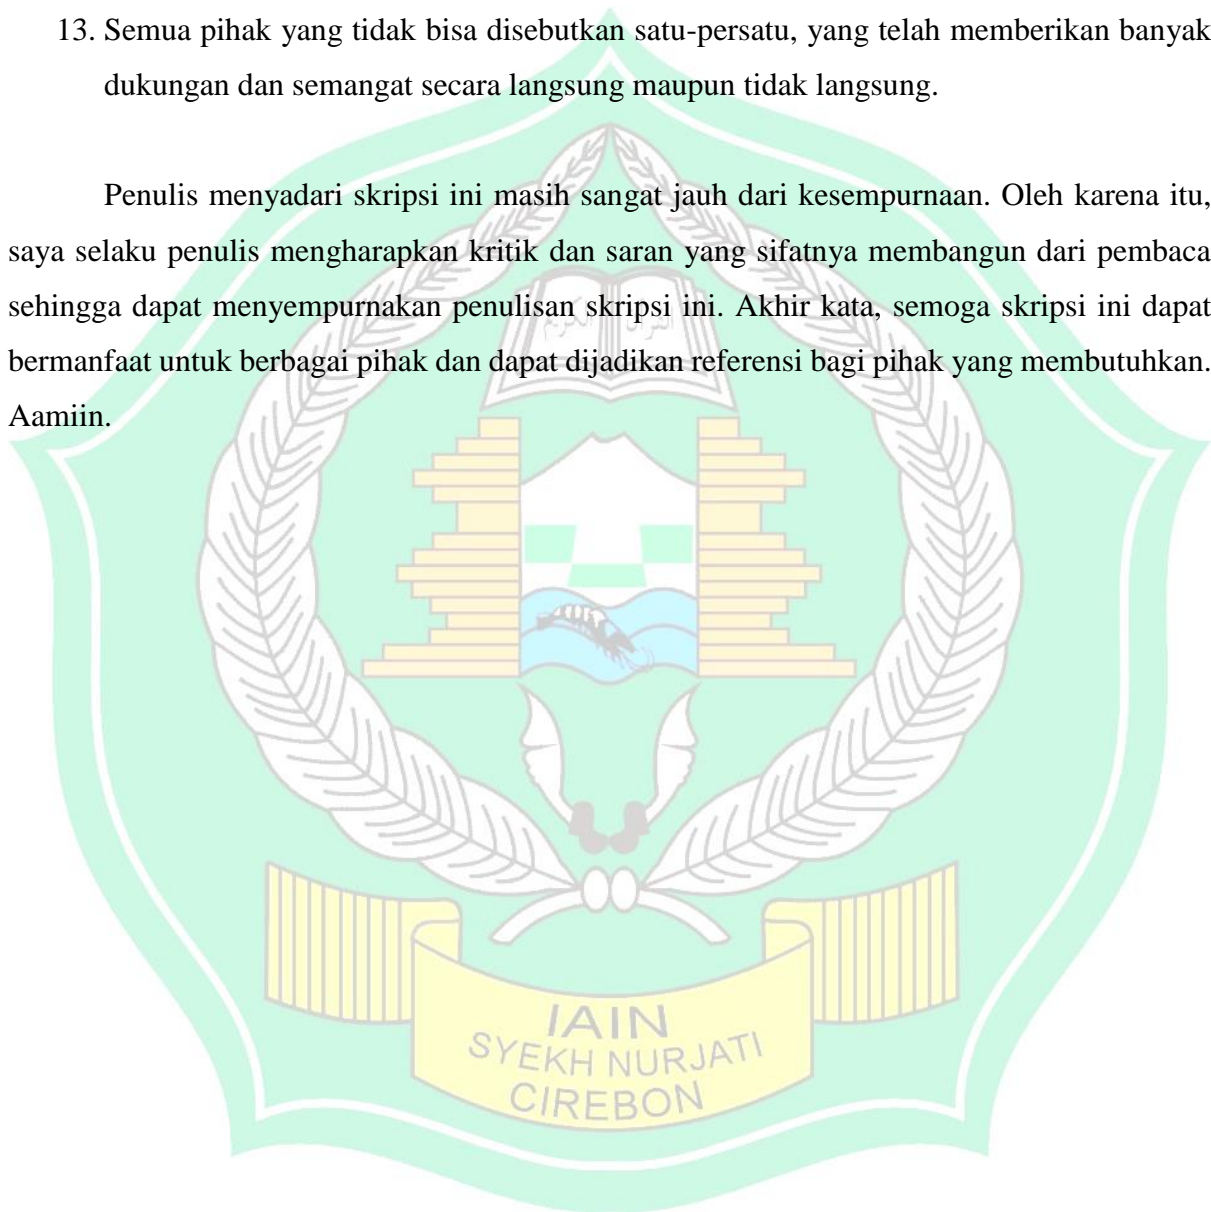 13. Semua pihak yang tidak bisa disebutkan satu-persatu, yang telah memberikan banyak
dukungan dan semangat secara langsung maupun tidak langsung.
Penulis menyadari skripsi ini masih sangat jauh dari kesempurnaan. Oleh karena itu,
saya selaku penulis mengharapkan kritik dan saran yang sifatnya membangun dari pembaca
sehingga dapat menyempurnakan penulisan skripsi ini. Akhir kata, semoga skripsi ini dapat
bermanfaat untuk berbagai pihak dan dapat dijadikan referensi bagi pihak yang membutuhkan.
Aamiin.
IAIN
SYEKH NURJATI
CIREBON